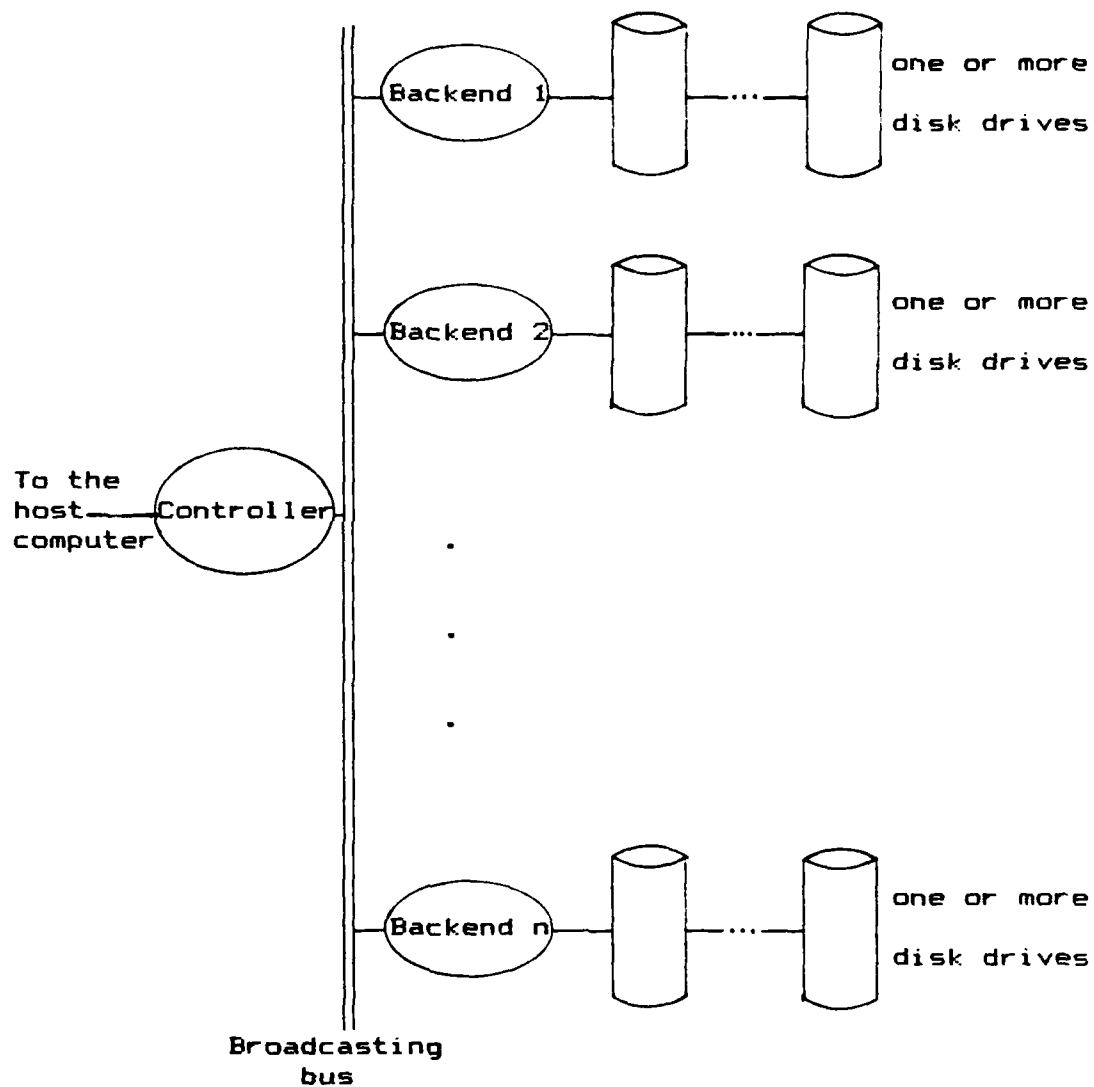 Backend 1
one or more
disk drives
Backend 2
one or more
disk drives
To the
host
computer
Controller
Backend n
one or more
disk drives
Broadcasting
bus